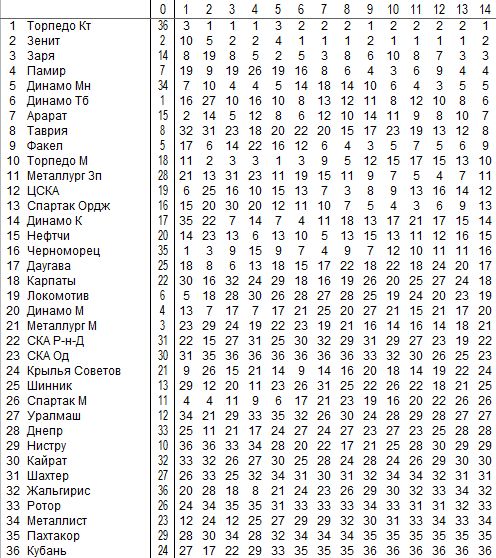 0 1 2 3 4 5 6 7 8 9 10 11 12 13 14
1 Торпедо Кт 36 3 1 1 1 3 2 2 2 1 2 2 2 2 1
2 Зенит 2 10 5 2 2 4 1 1 1 2 1 1 1 1 2
3 Заря 14 8 19 8 5 2 5 3 8 6 10 8 7 3 3
4 Памир 7 19 9 19 26 19 16 8 6 4 3 6 9 4 4
5 Динамо Мн 34 7 10 4 4 5 14 18 14 10 6 4 3 5 5
6 Динамо Тб 1 16 27 10 16 10 8 13 12 11 8 12 10 8 6
7 Арарат 15 2 14 5 12 8 6 12 10 14 11 9 8 10 7
8 Таврия 8 32 31 23 18 20 22 20 15 17 23 19 13 12 8
9 Факел 5 17 6 14 22 16 12 6 4 3 5 7 5 6 9
10 Торпедо М 18 11 2 3 3 1 3 9 5 12 15 17 15 13 10
11 Металлург Зп 28 21 13 31 23 11 19 15 11 9 7 5 4 7 11
12 ЦСКА 19 6 25 16 10 15 13 7 3 8 9 13 16 14 12
13 Спартак Ордж 16 15 20 30 20 12 11 10 7 5 4 3 6 9 13
14 Динамо К 17 35 22 7 14 7 4 11 18 13 17 21 17 15 14
15 Нефтчи 20 14 23 13 6 13 10 5 13 15 13 11 12 16 15
16 Черноморец 35 1 3 9 15 9 7 4 9 7 12 10 11 11 16
17 Даугава 25 18 8 6 13 18 15 17 22 18 22 18 24 20 17
18 Карпаты 22 30 16 32 24 29 18 16 19 26 20 25 27 24 18
19 Локомотив 6 5 18 28 30 26 28 27 28 25 19 24 20 23 19
20 Динамо М 4 13 7 17 7 17 21 25 20 27 21 15 21 17 20
21 Металлург М 3 23 29 24 19 22 23 19 21 16 14 16 14 18 21
22 СКА Р-н-Д 31 22 15 27 31 25 30 32 29 31 29 27 23 19 22
23 СКА Од 30 31 35 36 36 36 36 36 33 32 30 26 25 23
24 Крылья Советов 21 9 26 15 21 14 9 14 16 20 18 14 19 22 24
25 Шинник 13 29 12 20 11 23 26 31 25 22 26 22 18 21 25
26 Спартак М 11 4 4 11 9 6 17 21 23 19 16 20 22 26 26
27 Уралмаш 12 34 21 29 33 35 32 26 30 24 28 29 28 27 27
28 Днепр 33 25 11 21 17 24 27 24 27 23 27 23 25 28 28
29 Нистру 10 36 36 33 34 28 20 22 17 21 25 28 30 29 29
30 Кайрат 32 33 32 26 27 30 25 28 24 28 24 26 29 30 30
31 Шахтер 27 26 33 25 32 34 31 30 31 32 34 34 32 31 31
32 Жальгирис 36 20 28 18 8 21 24 23 26 29 30 32 33 34 32
33 Ротор 26 24 34 35 35 31 33 33 33 34 33 31 31 32 33
34 Металлист 23 12 24 12 25 27 29 29 32 30 31 33 34 33 34
35 Пахтакор 29 28 30 34 28 32 34 34 34 35 35 35 35 35 35
36 Кубань 24 27 17 22 29 33 35 35 35 36 36 36 36 36 36